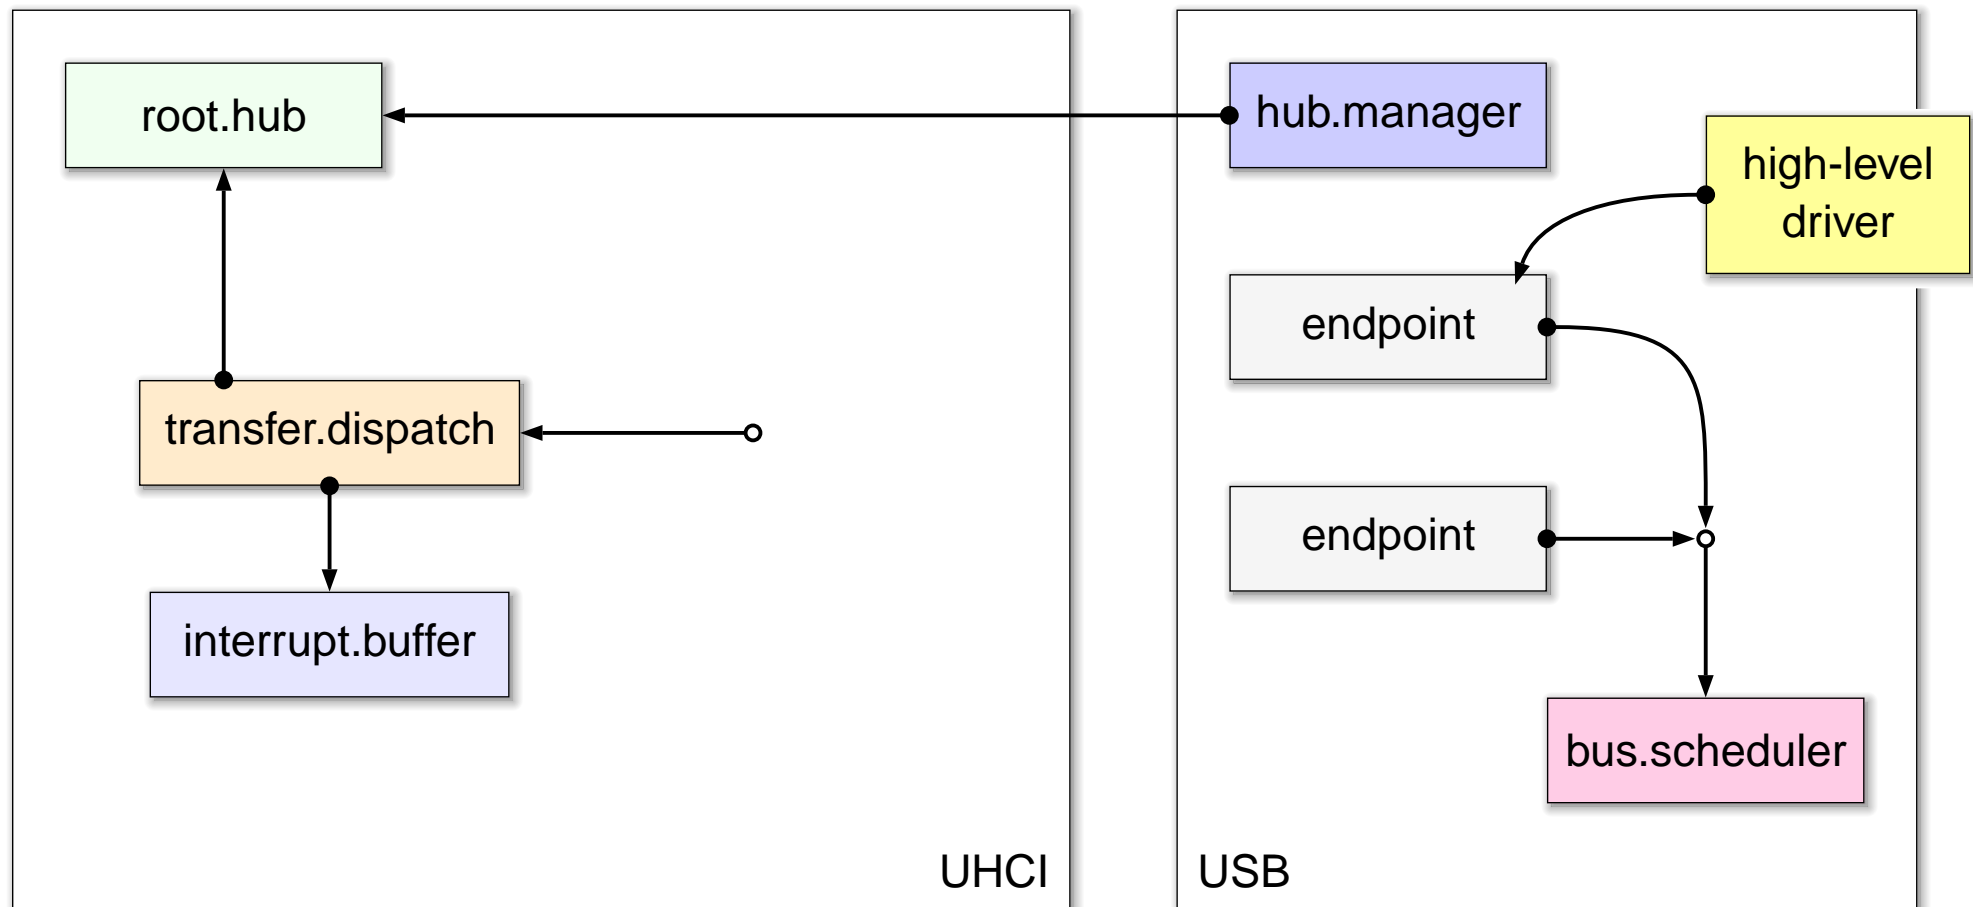 root.hub
hub.manager
high-level
driver
endpoint
transfer.dispatch
endpoint
interrupt.buffer
bus.scheduler
UHCI
USB